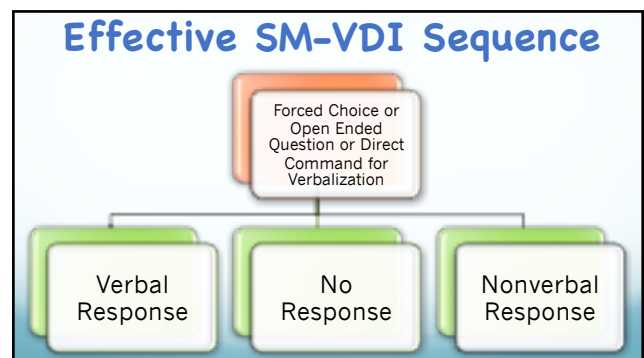 Effective SM-VDI Sequence
Forced Choice or
Open Ended
Question or Direct
Command for
Verbalization
Verbal
Response
No
Response
Nonverbal
Response